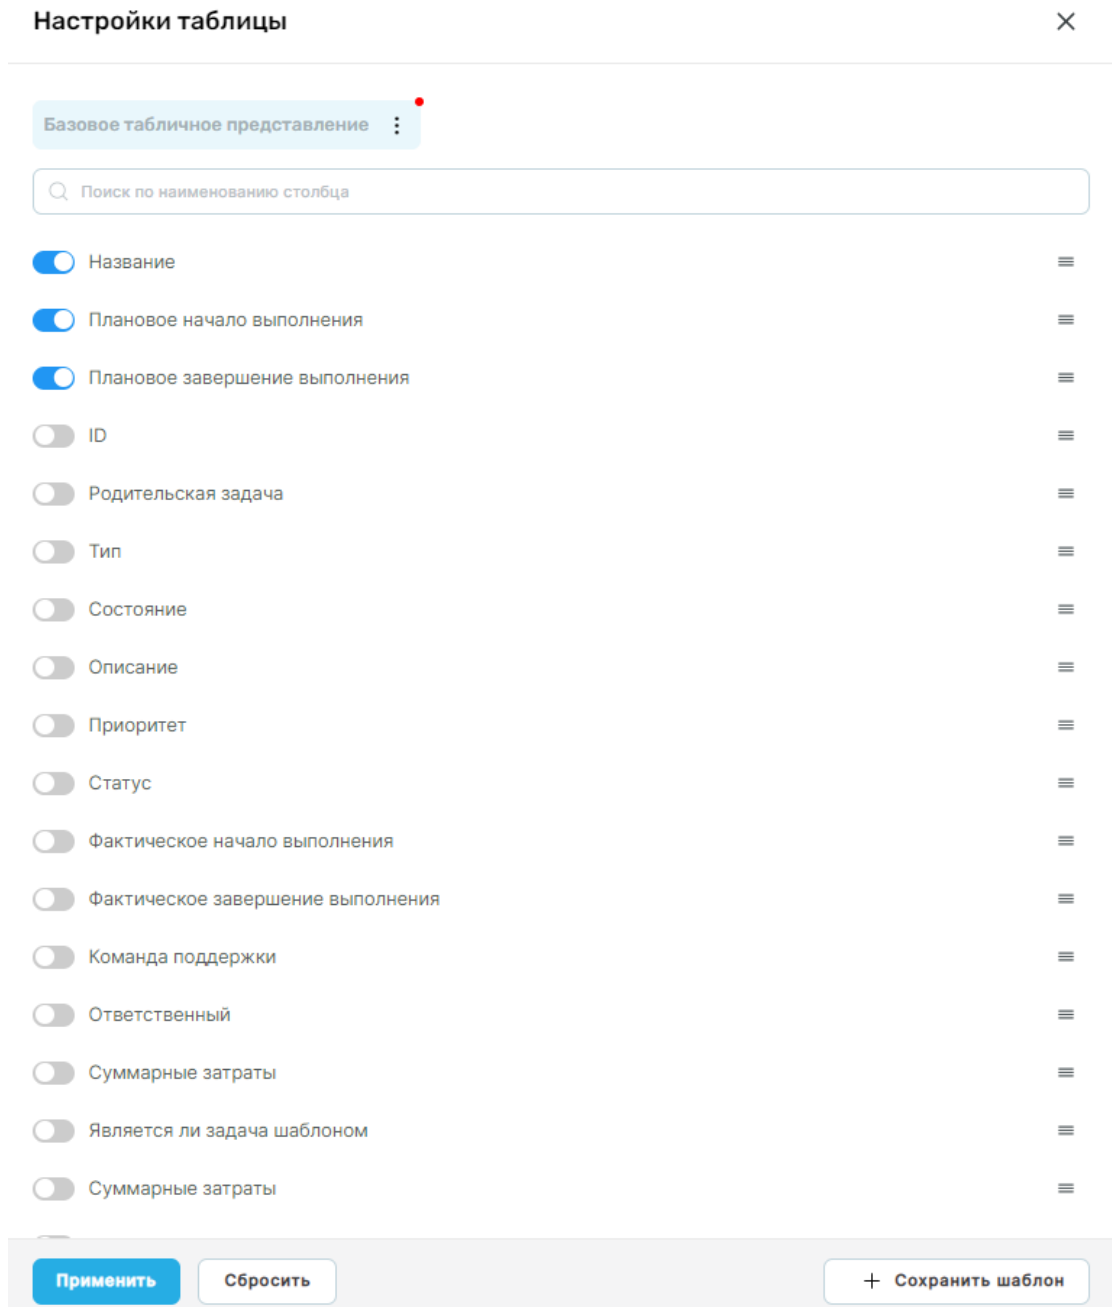 Настройки таблицы
Базовое табличное представление
Поиск по наименованию столбца
Название
Плановое начало выполнения
Плановое завершение выполнения
ID
Родительская задача
Тип
Состояние
Описание
Приоритет
Статус
Фактическое начало выполнения
Фактическое завершение выполнения
Команда поддержки
Ответственный
Суммарные затраты
Является ли задача шаблоном
Суммарные затраты
Применить
Сбросить
+ Сохранить шаблон